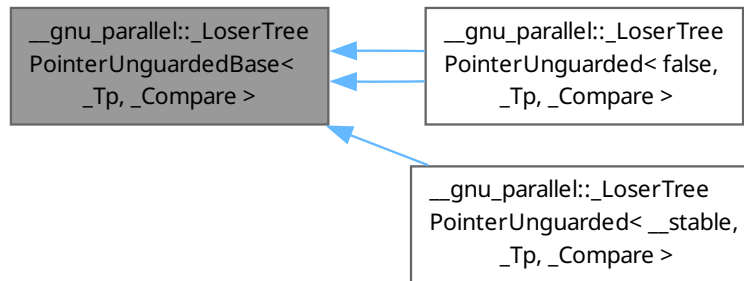 __gnu_parallel::_LoserTree
PointerUnguardedBase<
_Tp, _Compare >
__gnu_parallel::_LoserTree
PointerUnguarded< false,
_Tp, _Compare >
__gnu_parallel::_LoserTree
PointerUnguarded< __stable,
_Tp, _Compare >